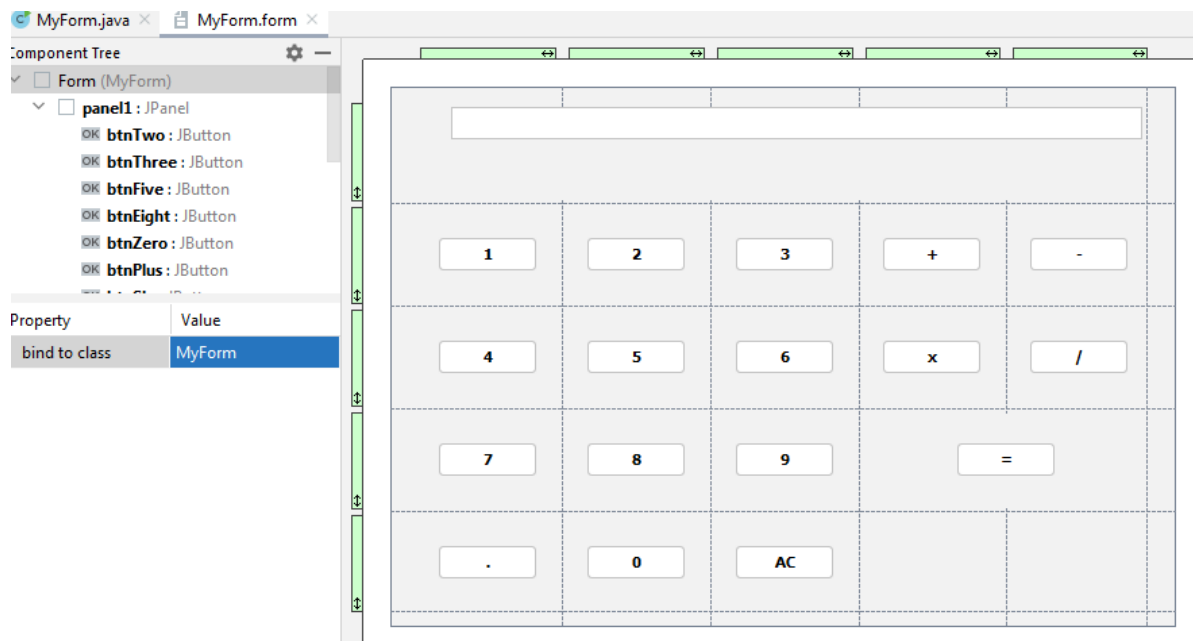 MyForm.java MyForm.form
Component Tree
Form (MyForm)
panel1 : JPanel
OK btnTwo : JButton
OK btnThree : JButton
OK btnFive : JButton
OK btnEight : JButton
OK btnZero : JButton
OK btnPlus : JButton
Property Value
bind to class MyForm
1 2 3 + -
4 5 6 x /
7 8 9 =
. 0 AC